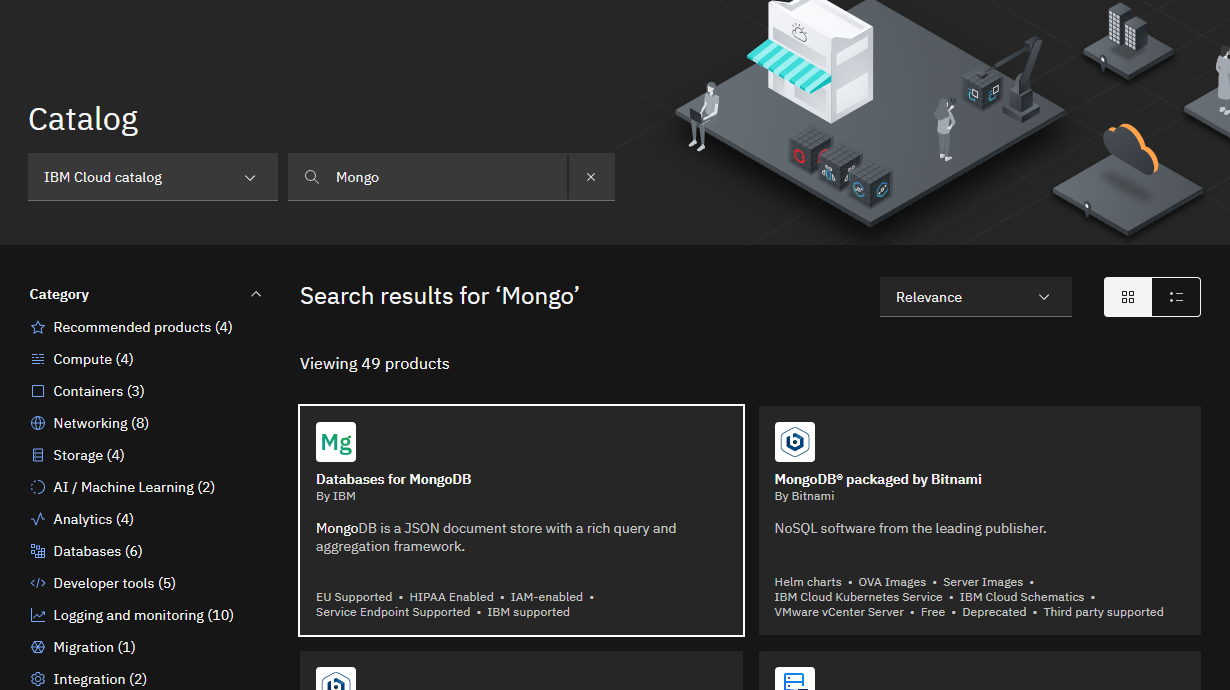 Catalog
IBM Cloud catalog
Mongo
Category
Recommended products (4)
Compute (4)
Containers (3)
Networking (8)
Storage (4)
AI / Machine Learning (2)
Analytics (4)
Databases (6)
Developer tools (5)
Logging and monitoring (10)
Migration (1)
Integration (2)
Search results for ‘Mongo’
Relevance
Viewing 49 products
Mg
Databases for MongoDB
By IBM
MongoDB is a JSON document store with a rich query and
aggregation framework.
EU Supported • HIPAA Enabled • IAM-enabled •
Service Endpoint Supported • IBM supported
MongoDB® packaged by Bitnami
By Bitnami
NoSQL software from the leading publisher.
Helm charts • OVA Images • Server Images •
IBM Cloud Kubernetes Service • IBM Cloud Schematics •
VMware vCenter Server • Free • Deprecated • Third party supported